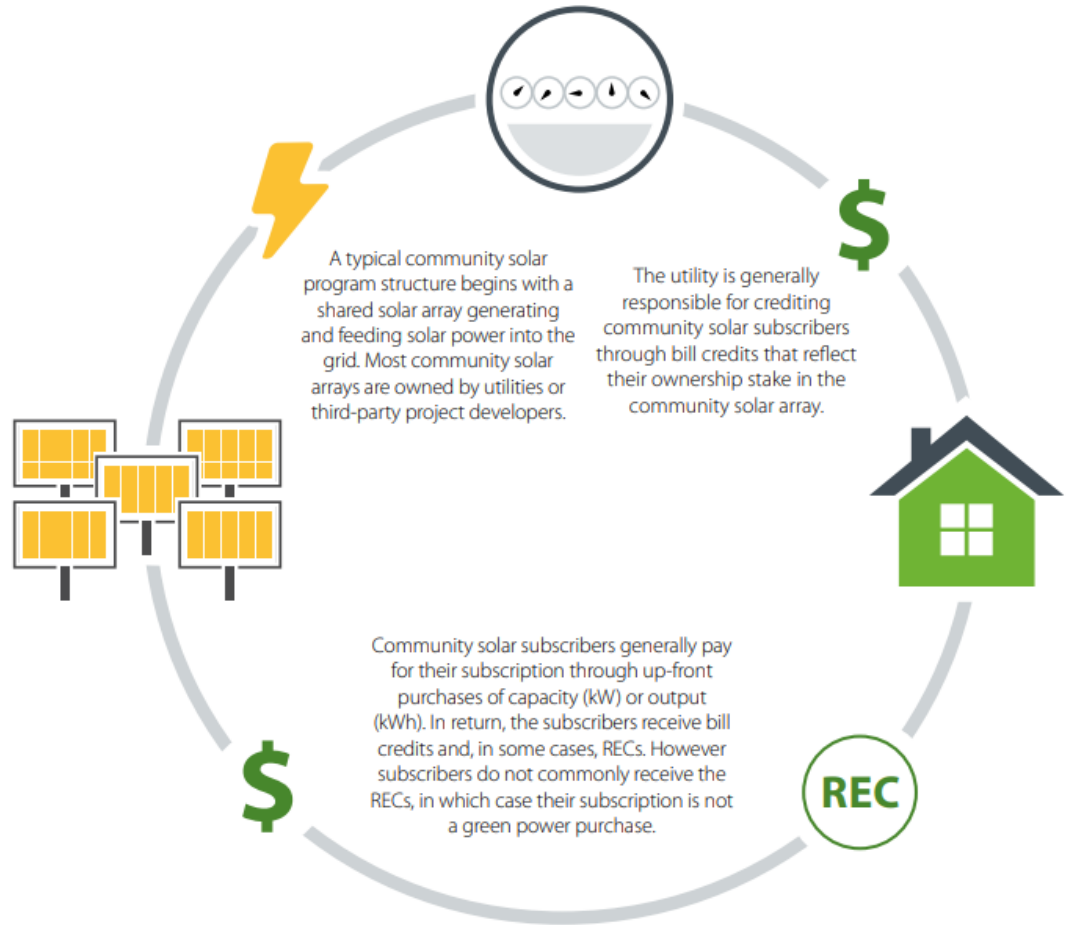 A typical community solar
program structure begins with a
shared solar array generating
and feeding solar power into the
grid. Most community solar
arrays are owned by utilities or
third-party project developers.
The utility is generally
responsible for crediting
community solar subscribers
through bill credits that reflect
their ownership stake in the
community solar array.
Community solar subscribers generally pay
for their subscription through up-front
purchases of capacity (kW) or output
(kWh). In return, the subscribers receive bill
credits and, in some cases, RECs. However
subscribers do not commonly receive the
RECs, in which case their subscription is not
a green power purchase.
$
$
REC